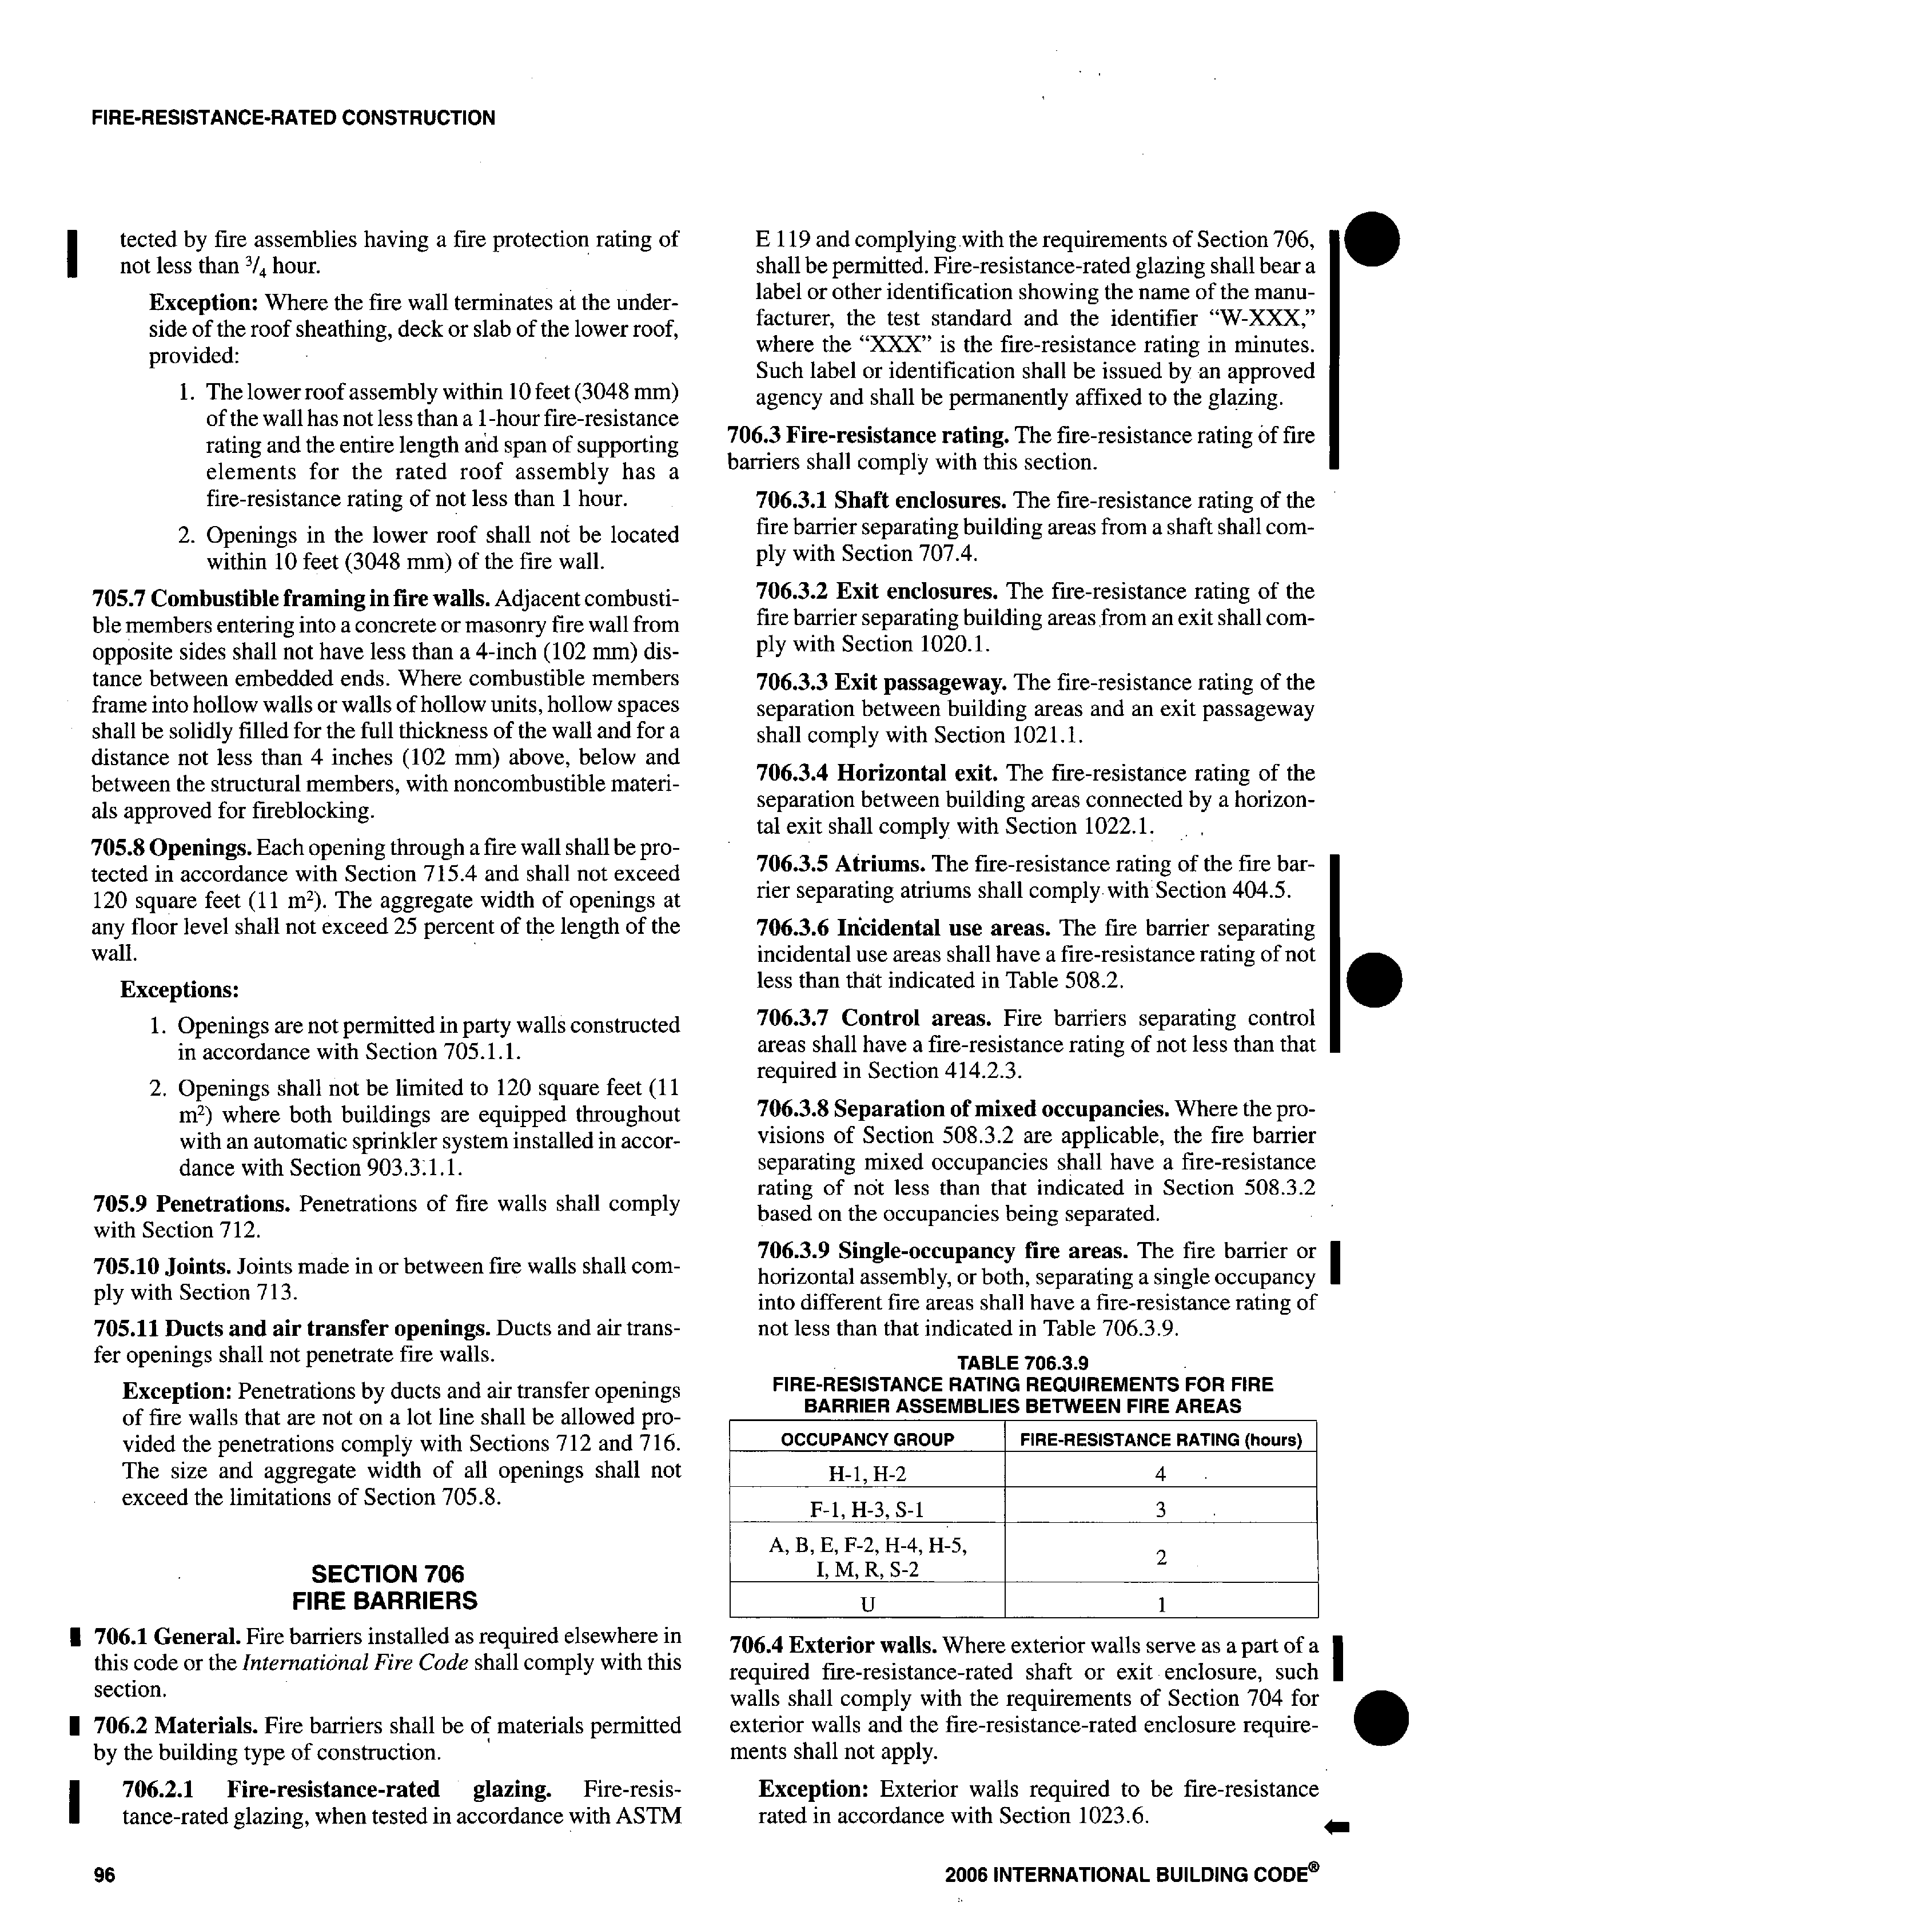 FIRE-RESISTANCE-RATED CONSTRUCTION
tected by fire assemblies having a fire protection rating of
not less than 3/4 hour.
Exception: Where the fire wall terminates at the under-
side of the roof sheathing, deck or slab of the lower roof,
provided:
1. The lower roof assembly within 10 feet (3048 mm)
of the wall has not less than a 1-hour fire-resistance
rating and the entire length and span of supporting
elements for the rated roof assembly has a
fire-resistance rating of not less than 1 hour.
2. Openings in the lower roof shall not be located
within 10 feet (3048 mm) of the fire wall.
705.7 Combustible framing in fire walls. Adjacent combusti-
ble members entering into a concrete or masonry fire wall from
opposite sides shall not have less than a 4-inch (102 mm) dis-
tance between embedded ends. Where combustible members
frame into hollow walls or walls of hollow units, hollow spaces
shall be solidly filled for the full thickness of the wall and for a
distance not less than 4 inches (102 mm) above, below and
between the structural members, with noncombustible materi-
als approved for fireblocking.
705.8 Openings. Each opening through a fire wall shall be pro-
tected in accordance with Section 715.4 and shall not exceed
120 square feet (11 m²). The aggregate width of openings at
any floor level shall not exceed 25 percent of the length of the
wall.
Exceptions:
1. Openings are not permitted in party walls constructed
in accordance with Section 705.1.1.
2. Openings shall not be limited to 120 square feet (11
m²) where both buildings are equipped throughout
with an automatic sprinkler system installed in accor-
dance with Section 903.3.1.1.
705.9 Penetrations. Penetrations of fire walls shall comply
with Section 712.
705.10 Joints. Joints made in or between fire walls shall com-
ply with Section 713.
705.11 Ducts and air transfer openings. Ducts and air trans-
fer openings shall not penetrate fire walls.
Exception: Penetrations by ducts and air transfer openings
of fire walls that are not on a lot line shall be allowed pro-
vided the penetrations comply with Sections 712 and 716.
The size and aggregate width of all openings shall not
exceed the limitations of Section 705.8.
SECTION 706
FIRE BARRIERS
706.1 General. Fire barriers installed as required elsewhere in
this code or the International Fire Code shall comply with this
section.
706.2 Materials. Fire barriers shall be of materials permitted
by the building type of construction.
706.2.1 Fire-resistance-rated glazing. Fire-resis-
tance-rated glazing, when tested in accordance with ASTM
E 119 and complying with the requirements of Section 706,
shall be permitted. Fire-resistance-rated glazing shall bear a
label or other identification showing the name of the manu-
facturer, the test standard and the identifier “W-XXX,”
where the “XXX” is the fire-resistance rating in minutes.
Such label or identification shall be issued by an approved
agency and shall be permanently affixed to the glazing.
706.3 Fire-resistance rating. The fire-resistance rating of fire
barriers shall comply with this section.
706.3.1 Shaft enclosures. The fire-resistance rating of the
fire barrier separating building areas from a shaft shall com-
ply with Section 707.4.
706.3.2 Exit enclosures. The fire-resistance rating of the
fire barrier separating building areas from an exit shall com-
ply with Section 1020.1.
706.3.3 Exit passageway. The fire-resistance rating of the
separation between building areas and an exit passageway
shall comply with Section 1021.1.
706.3.4 Horizontal exit. The fire-resistance rating of the
separation between building areas connected by a horizon-
tal exit shall comply with Section 1022.1.
706.3.5 Atriums. The fire-resistance rating of the fire bar-
rier separating atriums shall comply with Section 404.5.
706.3.6 Incidental use areas. The fire barrier separating
incidental use areas shall have a fire-resistance rating of not
less than that indicated in Table 508.2.
706.3.7 Control areas. Fire barriers separating control
areas shall have a fire-resistance rating of not less than that
required in Section 414.2.3.
706.3.8 Separation of mixed occupancies. Where the pro-
visions of Section 508.3.2 are applicable, the fire barrier
separating mixed occupancies shall have a fire-resistance
rating of not less than that indicated in Section 508.3.2
based on the occupancies being separated.
706.3.9 Single-occupancy fire areas. The fire barrier or
horizontal assembly, or both, separating a single occupancy
into different fire areas shall have a fire-resistance rating of
not less than that indicated in Table 706.3.9.
TABLE 706.3.9
FIRE-RESISTANCE RATING REQUIREMENTS FOR FIRE
BARRIER ASSEMBLIES BETWEEN FIRE AREAS
OCCUPANCY GROUP FIRE-RESISTANCE RATING (hours)
H-1, H-2 4
F-1, H-3, S-1 3
A, B, E, F-2, H-4, H-5,
I, M, R, S-2 2
U 1
706.4 Exterior walls. Where exterior walls serve as a part of a
required fire-resistance-rated shaft or exit enclosure, such
walls shall comply with the requirements of Section 704 for
exterior walls and the fire-resistance-rated enclosure require-
ments shall not apply.
Exception: Exterior walls required to be fire-resistance
rated in accordance with Section 1023.6.
96 2006 INTERNATIONAL BUILDING CODE®